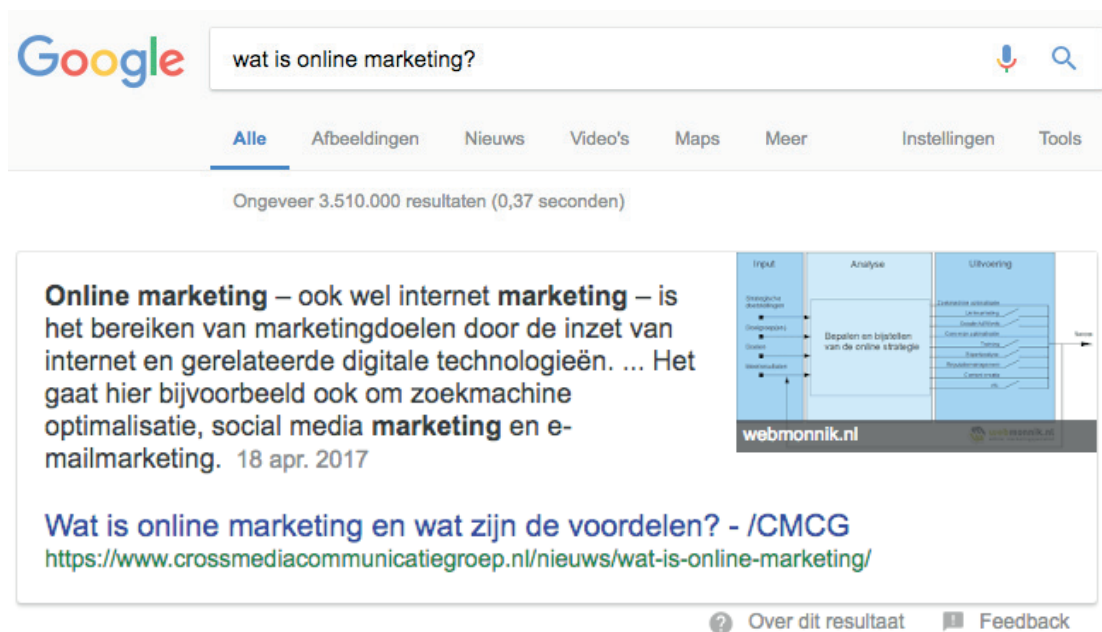 Google
wat is online marketing?
Alle Afbeeldingen Nieuws Video's Maps Meer Instellingen Tools
Ongeveer 3.510.000 resultaten (0,37 seconden)
Online marketing – ook wel internet marketing – is
het bereiken van marketingdoelen door de inzet van
internet en gerelateerde digitale technologieën. ... Het
gaat hier bijvoorbeeld ook om zoekmachine
optimalisatie, social media marketing en e-
mailmarketing. 18 apr. 2017
Input Analyse Uitvoering
Strategische
doelstellingen
Bepalen en bijstellen
van de online strategie
webmonnik.nl
Wat is online marketing en wat zijn de voordelen? - /CMCG
https://www.crossmediacommunicatiegroep.nl/nieuws/wat-is-online-marketing/
Over dit resultaat Feedback